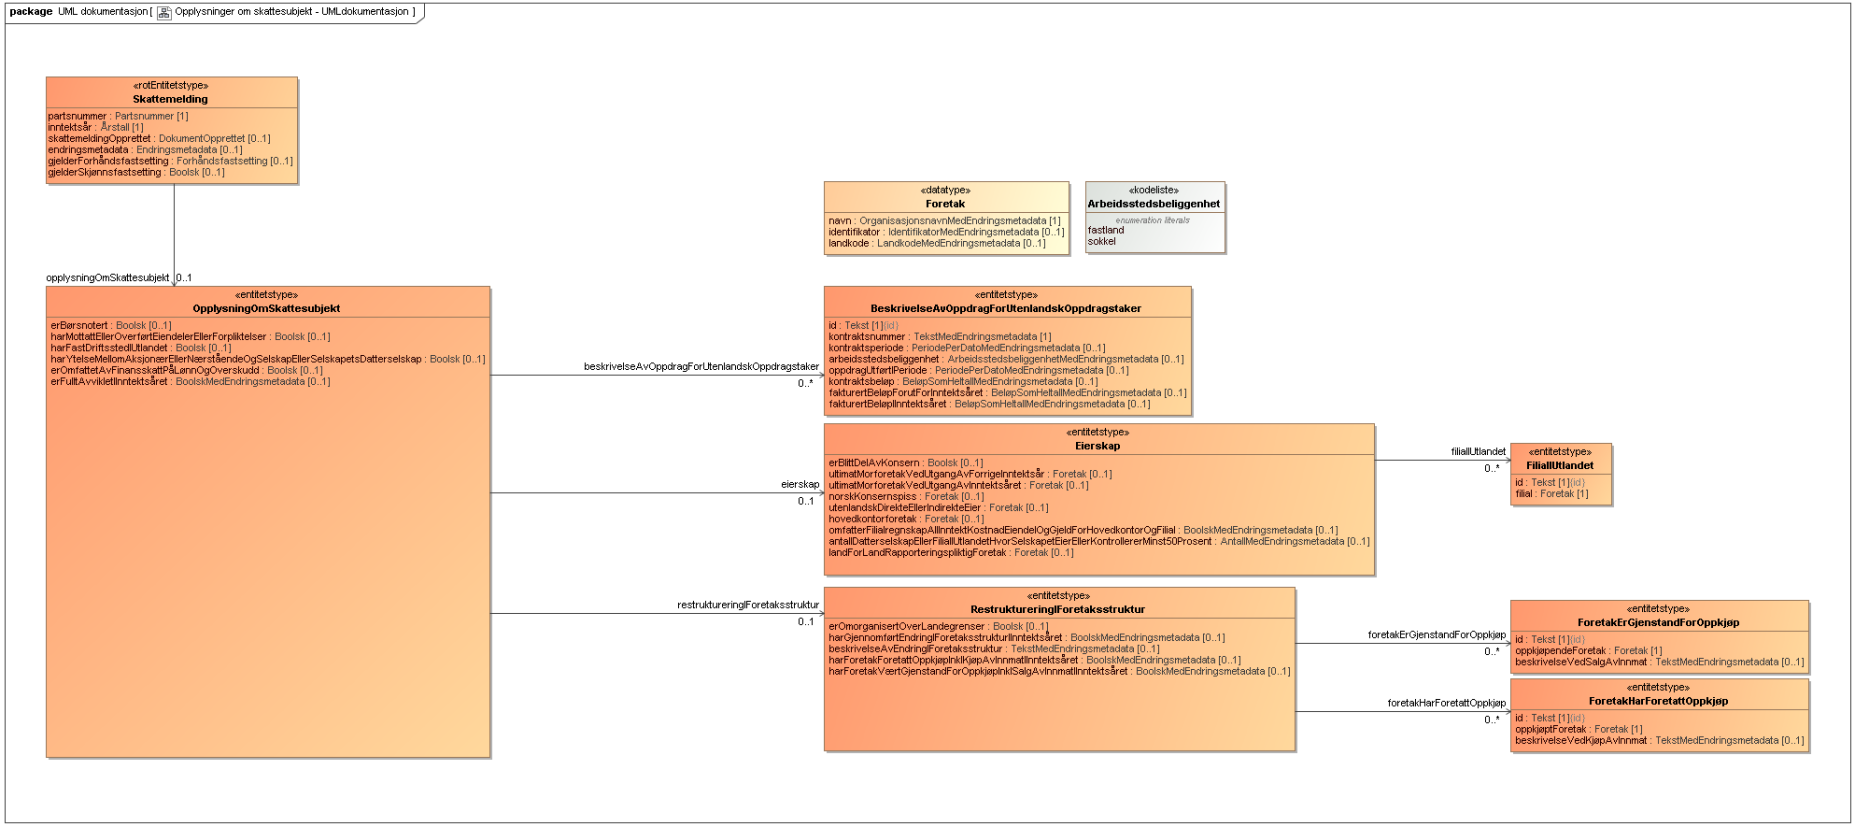 package UML dokumentasjon [ Opplysninger om skattesubjekt - UMLdokumentasjon ]
«rotEntitetstype»
Skattemelding
partsnummer : Partsnummer [1]
inntektsår : Årstall [1]
skattemeldingOpprettet : DokumentOpprettet [0..1]
endringsmetadata : Endringsmetadata [0..1]
gjelderForhåndsfastsetting : Forhåndsfastsetting [0..1]
gjelderSkjønnsfastsetting : Boolsk [0..1]
«datatype»
Foretak
navn : OrganisasjonsnavnMedEndringsmetadata [1]
identifikator : IdentifikatorMedEndringsmetadata [0..1]
landkode : LandkodeMedEndringsmetadata [0..1]
«kodeliste»
Arbeidsstedsbeliggenhet
enumeration literals
fastland
sokkel
opplysningOmSkattesubjekt 0..1
«entitetstype»
OpplysningOmSkattesubjekt
erBørsnotert : Boolsk [0..1]
harMottattEllerOverførtEiendelerEllerForpliktelser : Boolsk [0..1]
harFastDriftsstedIUtlandet : Boolsk [0..1]
harYtelseMellomAksjonærEllerNærståendeOgSelskapEllerSelskapetsDatterselskap : Boolsk [0..1]
erOmfattetAvFinansskattPåLønnOgOverskudd : Boolsk [0..1]
erFulltAvvikletIInntektsåret : BoolskMedEndringsmetadata [0..1]
beskrivelseAvOppdragForUtenlandskOppdragstaker
0..*
«entitetstype»
BeskrivelseAvOppdragForUtenlandskOppdragstaker
id : Tekst [1]{id}
kontraktsnummer : TekstMedEndringsmetadata [1]
kontraktsperiode : PeriodePerDatoMedEndringsmetadata [0..1]
arbeidsstedsbeliggenhet : ArbeidsstedsbeliggenhetMedEndringsmetadata [0..1]
oppdragUtførtIPeriode : PeriodePerDatoMedEndringsmetadata [0..1]
kontraktsbeløp : BeløpSomHeltallMedEndringsmetadata [0..1]
fakturertBeløpForutForInntektsåret : BeløpSomHeltallMedEndringsmetadata [0..1]
fakturertBeløpIInntektsåret : BeløpSomHeltallMedEndringsmetadata [0..1]
eierskap
0..1
«entitetstype»
Eierskap
erBlittDelAvKonsern : Boolsk [0..1]
ultimatMorforetakVedUtgangAvForrigeInntektsår : Foretak [0..1]
ultimatMorforetakVedUtgangAvInntektsåret : Foretak [0..1]
norskKonsernspiss : Foretak [0..1]
utenlandskDirekteEllerIndirekteEier : Foretak [0..1]
hovedkontorforetak : Foretak [0..1]
omfatterFilialregnskapAllInntektKostnadEiendelOgGjeldForHovedkontorOgFilial : BoolskMedEndringsmetadata [0..1]
antallDatterselskapEllerFilialIUtlandetHvorSelskapetEierEllerKontrollererMinst50Prosent : AntallMedEndringsmetadata [0..1]
landForLandRapporteringspliktigForetak : Foretak [0..1]
filialIUtlandet
0..*
«entitetstype»
FilialIUtlandet
id : Tekst [1]{id}
filial : Foretak [1]
restruktureringIForetaksstruktur
0..1
«entitetstype»
RestruktureringIForetaksstruktur
erOmorganisertOverLandegrenser : Boolsk [0..1]
harGjennomførtEndringIForetaksstrukturIInntektsåret : BoolskMedEndringsmetadata [0..1]
beskrivelseAvEndringIForetaksstruktur : TekstMedEndringsmetadata [0..1]
harForetakForetattOppkjøpInklKjøpAvInnmatIInntektsåret : BoolskMedEndringsmetadata [0..1]
harForetakVærtGjenstandForOppkjøpInklSalgAvInnmatIInntektsåret : BoolskMedEndringsmetadata [0..1]
foretakErGjenstandForOppkjøp
0..*
«entitetstype»
ForetakErGjenstandForOppkjøp
id : Tekst [1]{id}
oppkjøpendeForetak : Foretak [1]
beskrivelseVedSalgAvInnmat : TekstMedEndringsmetadata [0..1]
foretakHarForetattOppkjøp
0..*
«entitetstype»
ForetakHarForetattOppkjøp
id : Tekst [1]{id}
oppkjøptForetak : Foretak [1]
beskrivelseVedKjøpAvInnmat : TekstMedEndringsmetadata [0..1]